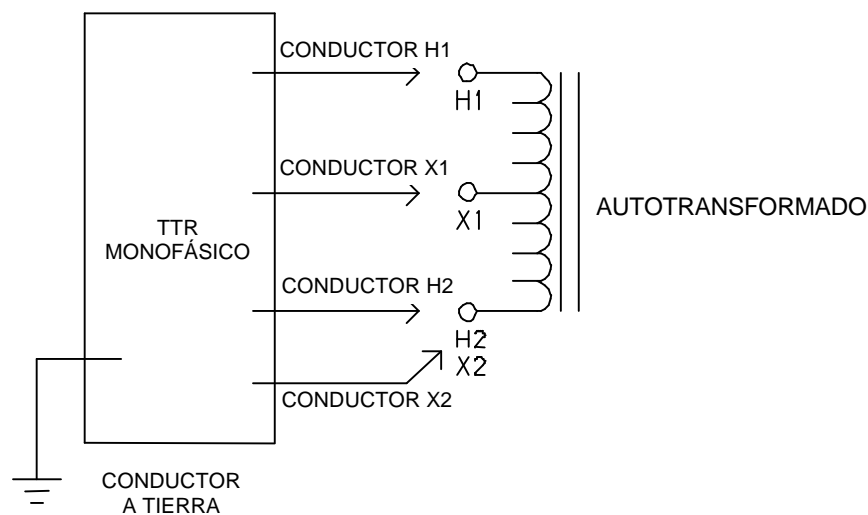 CONDUCTOR H1
H1
CONDUCTOR X1
X1
TTR
MONOFÁSICO
AUTOTRANSFORMADO
CONDUCTOR H2
H2
X2
CONDUCTOR X2
CONDUCTOR
A TIERRA